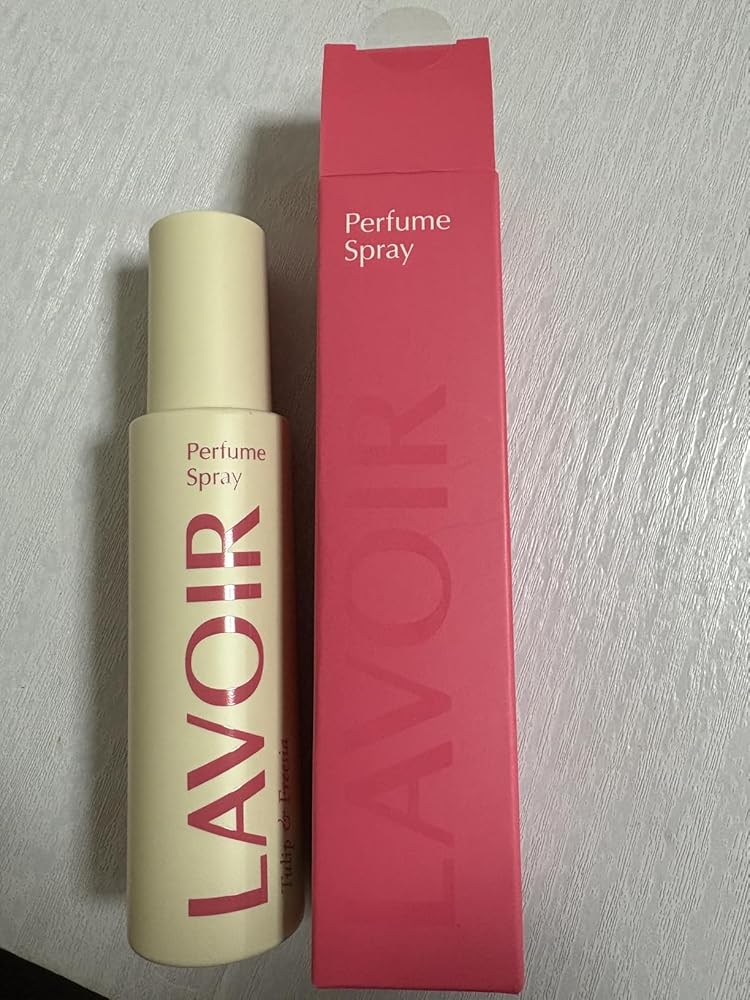 Perfume
Spray
LAVOIR
Tulip & Freesia
Perfume
Spray
LAVOIR